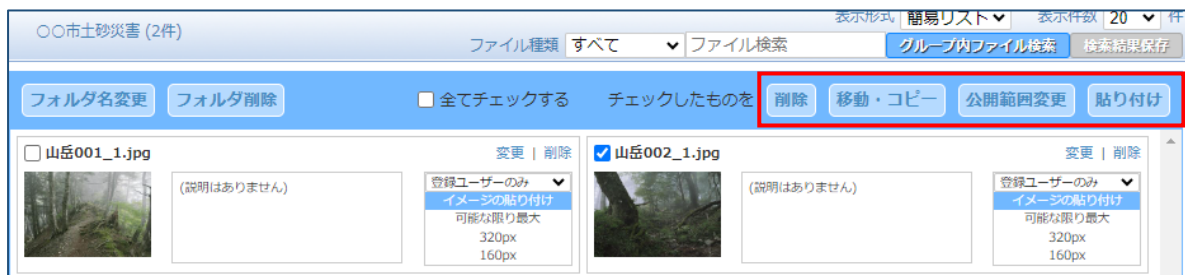 表示形式 簡易リスト 表示件数 20 件
○○市土砂災害 (2件)
ファイル種類 すべて ファイル検索 グループ内ファイル検索 検索結果保存
フォルダ名変更 フォルダ削除 全てチェックする チェックしたものを 削除 移動・コピー 公開範囲変更 貼り付け
山岳001_1.jpg 変更 | 削除 山岳002_1.jpg 変更 | 削除
(説明はありません) 登録ユーザーのみ (説明はありません) 登録ユーザーのみ
イメージの貼り付け イメージの貼り付け
可能な限り最大 可能な限り最大
320px 320px
160px 160px